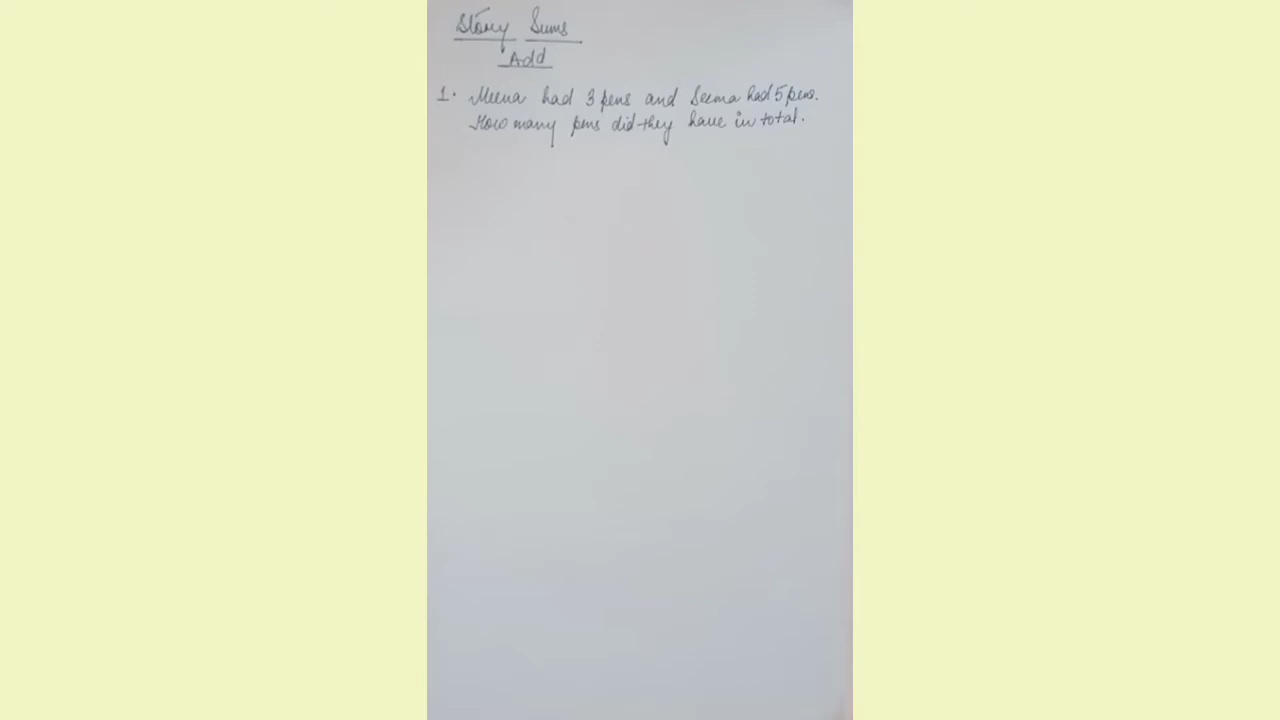 Story Sums
Add
1. Meena had 3 pens and Seema had 5 pens.
How many pens did they have in total.